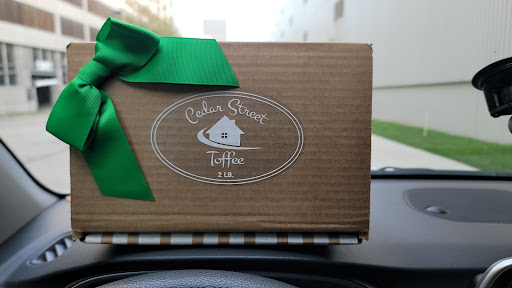 Cedar Street
Toffee
2 LB.